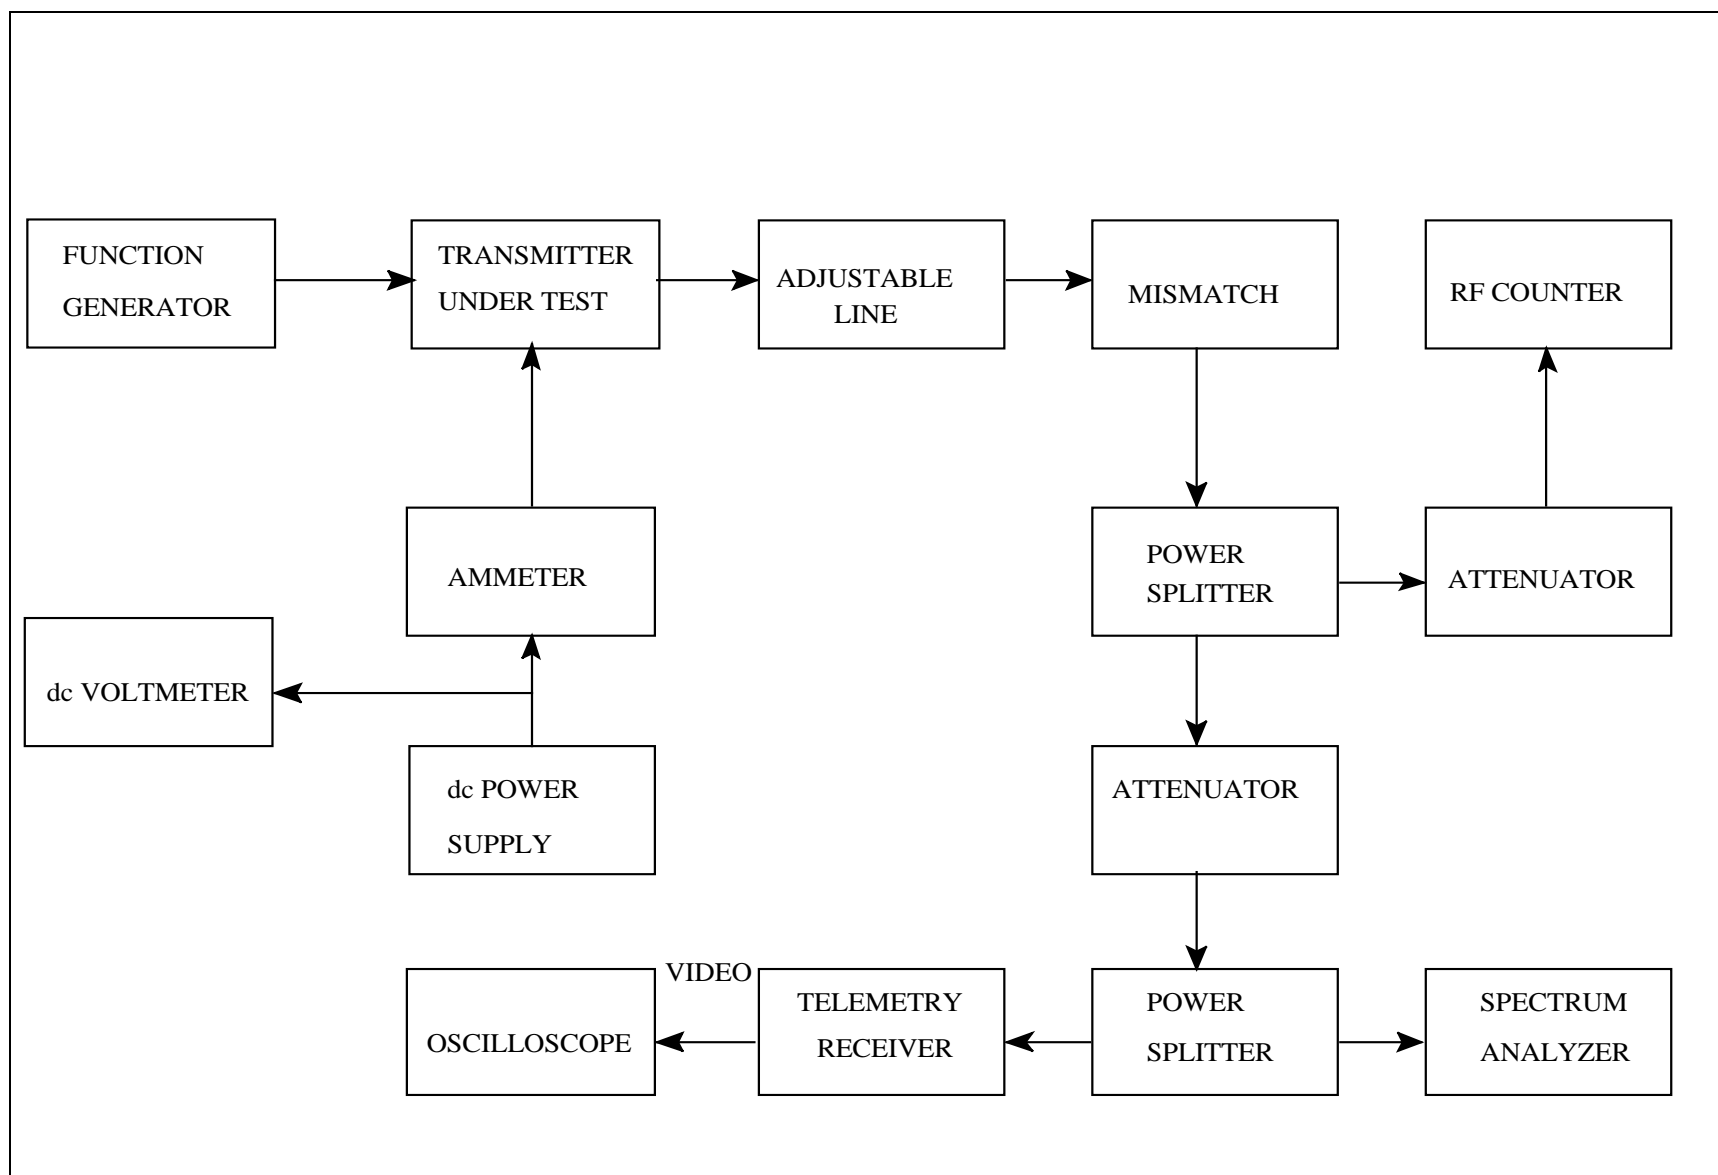 FUNCTION
GENERATOR
TRANSMITTER
UNDER TEST
ADJUSTABLE
LINE
MISMATCH
RF COUNTER
AMMETER
POWER
SPLITTER
ATTENUATOR
dc VOLTMETER
dc POWER
SUPPLY
ATTENUATOR
VIDEO
OSCILLOSCOPE
TELEMETRY
RECEIVER
POWER
SPLITTER
SPECTRUM
ANALYZER